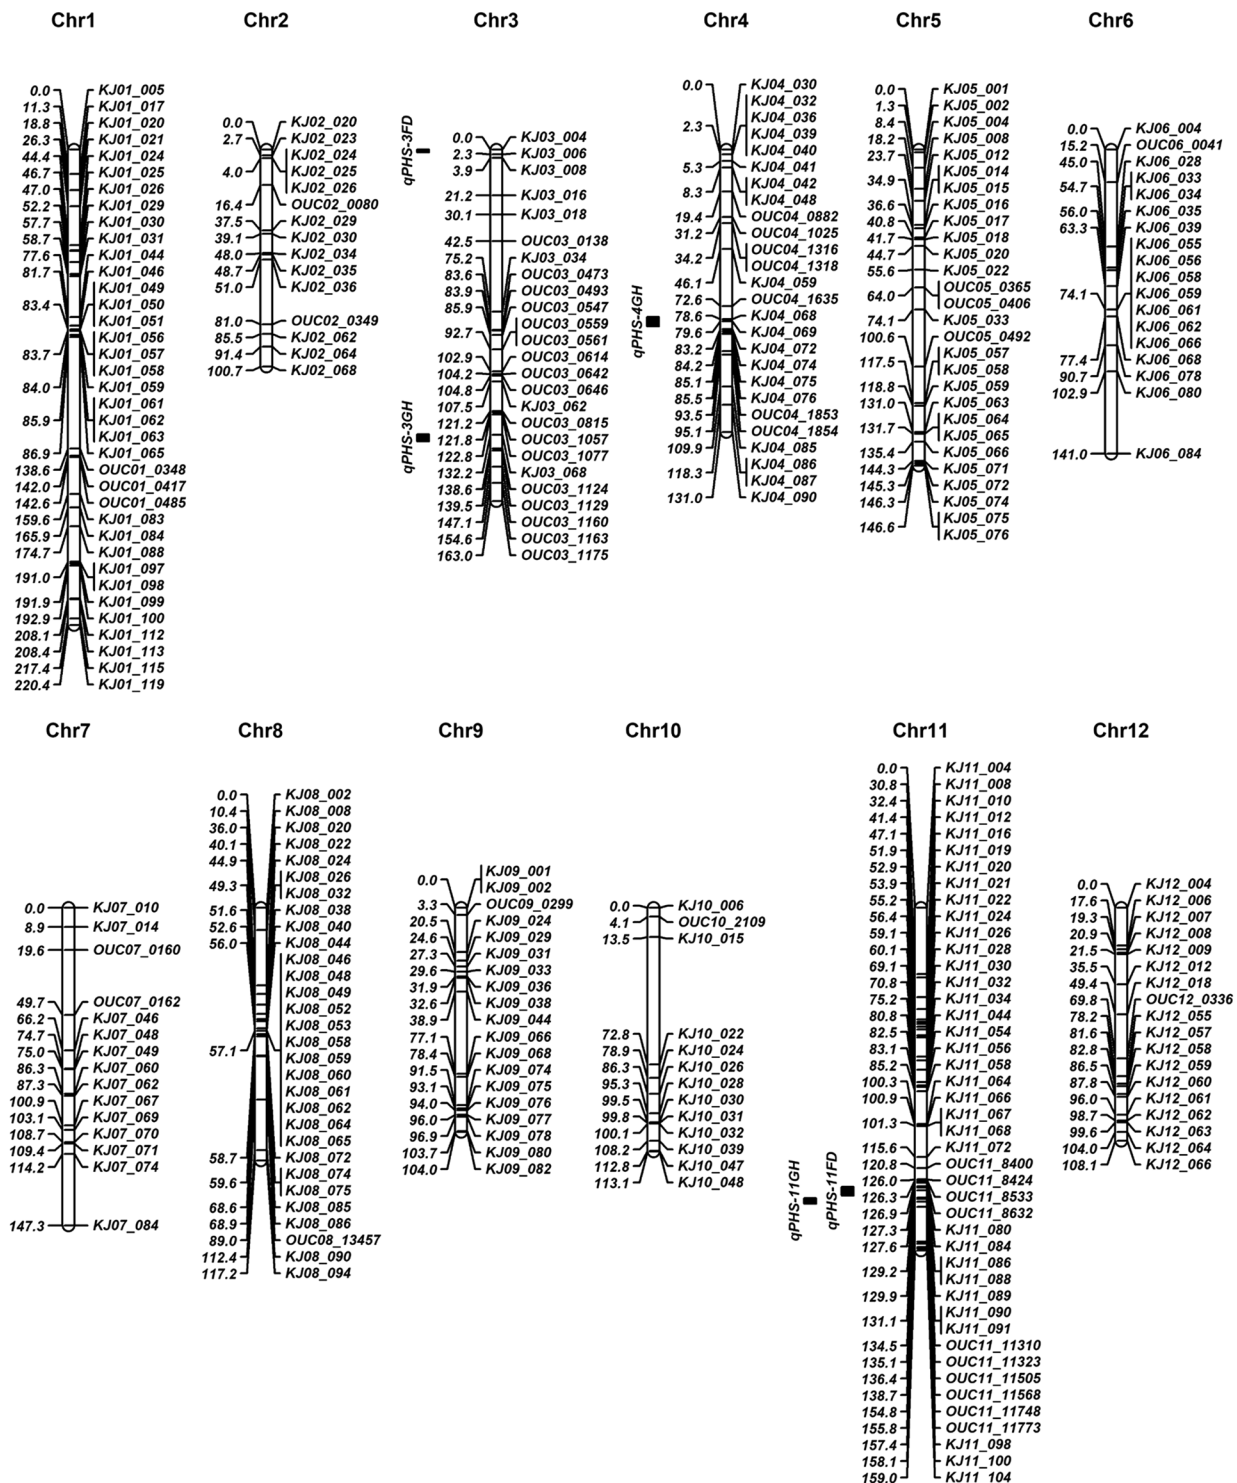 Chr1
0.0 KJ01_005
11.3 KJ01_017
18.8 KJ01_020
26.3 KJ01_021
44.4 KJ01_024
46.7 KJ01_025
47.0 KJ01_026
52.2 KJ01_029
57.7 KJ01_030
58.7 KJ01_031
77.6 KJ01_044
81.7 KJ01_046
KJ01_049
83.4 KJ01_050
KJ01_051
KJ01_056
83.7 KJ01_057
KJ01_058
84.0 KJ01_059
KJ01_061
85.9 KJ01_062
KJ01_063
86.9 KJ01_065
138.6 OUC01_0348
142.0 OUC01_0417
142.6 OUC01_0485
159.6 KJ01_083
165.9 KJ01_084
174.7 KJ01_088
191.0 KJ01_097
KJ01_098
191.9 KJ01_099
192.9 KJ01_100
208.1 KJ01_112
208.4 KJ01_113
217.4 KJ01_115
220.4 KJ01_119
Chr2
0.0 KJ02_020
2.7 KJ02_023
KJ02_024
4.0 KJ02_025
KJ02_026
16.4 OUC02_0080
37.5 KJ02_029
39.1 KJ02_030
48.0 KJ02_034
48.7 KJ02_035
51.0 KJ02_036
81.0 OUC02_0349
85.5 KJ02_062
91.4 KJ02_064
100.7 KJ02_068
Chr3
qPHS-3FD
qPHS-3GH
0.0 KJ03_004
2.3 KJ03_006
3.9 KJ03_008
21.2 KJ03_016
30.1 KJ03_018
42.5 OUC03_0138
75.2 KJ03_034
83.6 OUC03_0473
83.9 OUC03_0493
85.9 OUC03_0547
92.7 OUC03_0559
OUC03_0561
102.9 OUC03_0614
104.2 OUC03_0642
104.8 OUC03_0646
107.5 KJ03_062
121.2 OUC03_0815
121.8 OUC03_1057
122.8 OUC03_1077
132.2 KJ03_068
138.6 OUC03_1124
139.5 OUC03_1129
147.1 OUC03_1160
154.6 OUC03_1163
163.0 OUC03_1175
Chr4
qPHS-4GH
0.0 KJ04_030
KJ04_032
KJ04_036
2.3 KJ04_039
KJ04_040
5.3 KJ04_041
8.3 KJ04_042
KJ04_048
19.4 OUC04_0882
31.2 OUC04_1025
34.2 OUC04_1316
OUC04_1318
46.1 KJ04_059
72.6 OUC04_1635
78.6 KJ04_068
79.6 KJ04_069
83.2 KJ04_072
84.2 KJ04_074
85.1 KJ04_075
85.5 KJ04_076
93.5 OUC04_1853
95.1 OUC04_1854
109.9 KJ04_085
118.3 KJ04_086
KJ04_087
131.0 KJ04_090
Chr5
0.0 KJ05_001
1.3 KJ05_002
8.4 KJ05_004
18.2 KJ05_008
23.7 KJ05_012
34.9 KJ05_014
KJ05_015
36.6 KJ05_016
40.8 KJ05_017
41.7 KJ05_018
44.7 KJ05_020
55.6 KJ05_022
64.0 OUC05_0365
OUC05_0406
74.1 KJ05_033
100.6 OUC05_0492
117.5 KJ05_057
KJ05_058
118.8 KJ05_059
131.0 KJ05_063
131.7 KJ05_064
KJ05_065
135.4 KJ05_066
144.3 KJ05_071
145.3 KJ05_072
146.3 KJ05_074
146.6 KJ05_075
KJ05_076
Chr6
0.0 KJ06_004
15.2 OUC06_0041
45.0 KJ06_028
54.7 KJ06_033
KJ06_034
56.0 KJ06_035
63.3 KJ06_039
KJ06_055
KJ06_056
KJ06_058
74.1 KJ06_059
KJ06_061
KJ06_062
KJ06_066
77.4 KJ06_068
90.7 KJ06_078
102.9 KJ06_080
141.0 KJ06_084
Chr7
0.0 KJ07_010
8.9 KJ07_014
19.6 OUC07_0160
49.7 OUC07_0162
66.2 KJ07_046
74.7 KJ07_048
75.0 KJ07_049
86.3 KJ07_060
87.3 KJ07_062
100.9 KJ07_067
103.1 KJ07_069
108.7 KJ07_070
109.4 KJ07_071
114.2 KJ07_074
147.3 KJ07_084
Chr8
0.0 KJ08_002
10.4 KJ08_008
36.0 KJ08_020
40.1 KJ08_022
44.9 KJ08_024
49.3 KJ08_026
KJ08_032
51.6 KJ08_038
52.6 KJ08_040
56.0 KJ08_044
KJ08_046
KJ08_048
KJ08_049
KJ08_052
KJ08_053
KJ08_058
57.1 KJ08_059
KJ08_060
KJ08_061
KJ08_062
KJ08_064
KJ08_065
58.7 KJ08_072
59.6 KJ08_074
KJ08_075
68.6 KJ08_085
68.9 KJ08_086
89.0 OUC08_13457
112.4 KJ08_090
117.2 KJ08_094
Chr9
0.0 KJ09_001
KJ09_002
3.3 OUC09_0299
20.5 KJ09_024
24.6 KJ09_029
27.3 KJ09_031
29.6 KJ09_033
31.9 KJ09_036
32.6 KJ09_038
38.9 KJ09_044
77.1 KJ09_066
78.4 KJ09_068
91.5 KJ09_074
93.1 KJ09_075
94.0 KJ09_076
96.0 KJ09_077
96.9 KJ09_078
103.7 KJ09_080
104.0 KJ09_082
Chr10
0.0 KJ10_006
4.1 OUC10_2109
13.5 KJ10_015
72.8 KJ10_022
78.9 KJ10_024
86.3 KJ10_026
95.3 KJ10_028
99.5 KJ10_030
99.8 KJ10_031
100.1 KJ10_032
108.2 KJ10_039
112.8 KJ10_047
113.1 KJ10_048
Chr11
qPHS-11GH
qPHS-11FD
0.0 KJ11_004
30.8 KJ11_008
32.4 KJ11_010
41.4 KJ11_012
47.1 KJ11_016
51.9 KJ11_019
52.9 KJ11_020
53.9 KJ11_021
55.2 KJ11_022
56.4 KJ11_024
59.1 KJ11_026
60.1 KJ11_028
69.1 KJ11_030
70.8 KJ11_032
75.2 KJ11_034
80.8 KJ11_044
82.5 KJ11_054
83.1 KJ11_056
85.2 KJ11_058
100.3 KJ11_064
100.9 KJ11_066
101.3 KJ11_067
KJ11_068
115.6 KJ11_072
120.8 OUC11_8400
126.0 OUC11_8424
126.3 OUC11_8533
126.9 OUC11_8632
127.3 KJ11_080
127.6 KJ11_084
129.2 KJ11_086
KJ11_088
129.9 KJ11_089
131.1 KJ11_090
KJ11_091
134.5 OUC11_11310
135.1 OUC11_11323
136.4 OUC11_11505
138.7 OUC11_11568
154.8 OUC11_11748
155.8 OUC11_11773
157.4 KJ11_098
158.1 KJ11_100
159.0 KJ11_104
Chr12
0.0 KJ12_004
17.6 KJ12_006
19.3 KJ12_007
20.9 KJ12_008
21.5 KJ12_009
35.5 KJ12_012
49.4 KJ12_018
69.8 OUC12_0336
78.2 KJ12_055
81.6 KJ12_057
82.8 KJ12_058
86.5 KJ12_059
87.8 KJ12_060
96.0 KJ12_061
98.7 KJ12_062
99.6 KJ12_063
104.0 KJ12_064
108.1 KJ12_066